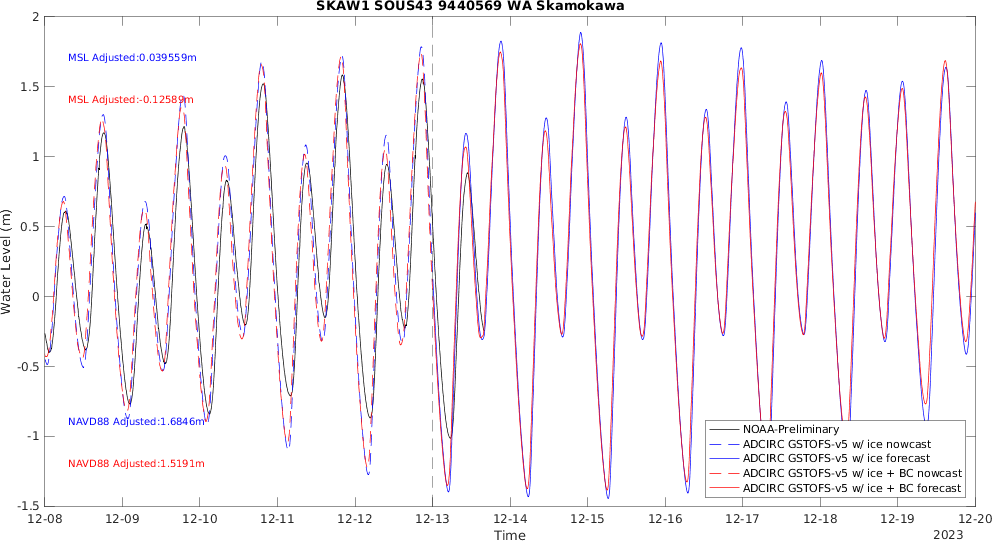 SKAW1 SOUS43 9440569 WA Skamokawa
Water Level (m)
2
1.5
1
0.5
0
-0.5
-1
-1.5
MSL Adjusted:0.039559m
MSL Adjusted:-0.12589m
NAVD88 Adjusted:1.6846m
NAVD88 Adjusted:1.5191m
NOAA-Preliminary
ADCIRC GSTOFS-v5 w/ ice nowcast
ADCIRC GSTOFS-v5 w/ ice forecast
ADCIRC GSTOFS-v5 w/ ice + BC nowcast
ADCIRC GSTOFS-v5 w/ ice + BC forecast
12-08 12-09 12-10 12-11 12-12 12-13 12-14 12-15 12-16 12-17 12-18 12-19 12-20
Time
2023